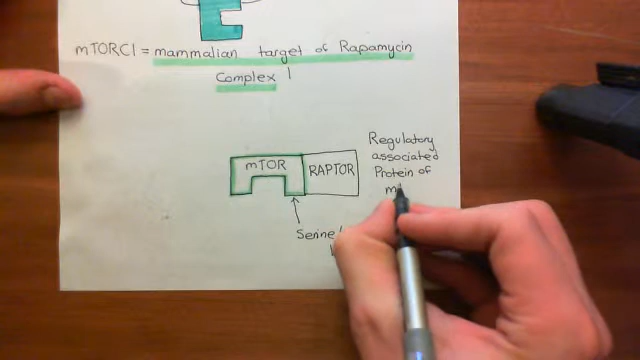 mTORC1 = mammalian target of Rapamycin
Complex 1
mTOR
RAPTOR
Regulatory
associated
Protein of
Serine/